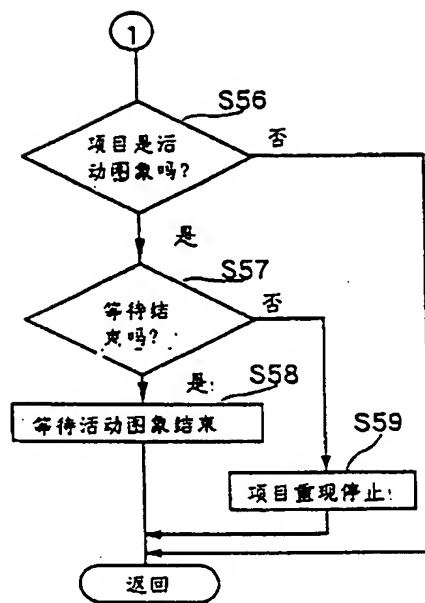 1
S56
项目是活
动图象吗?
否
是
S57
等待结
束吗?
否
是:
S58
等待活动图象结束
S59
项目重现停止:
返回